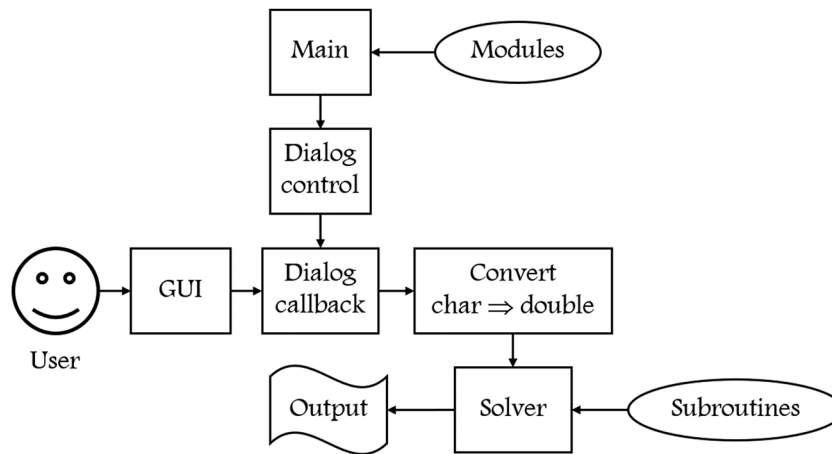 Main
Modules
Dialog
control
GUI
Dialog
callback
Convert
char ⇒ double
User
Output
Solver
Subroutines